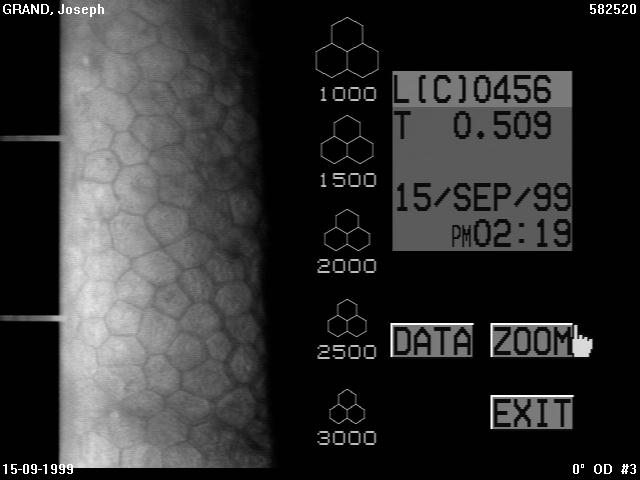 GRAND, Joseph
582520
1000
1500
2000
2500
3000
L[C]0456
T 0.509
15/SEP/99
PM02:19
DATA ZOOM
EXIT
15-09-1999
0° OD #3